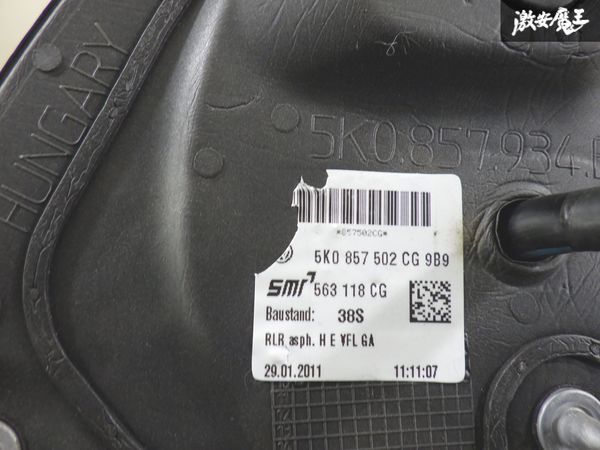 激安魔王
HUNGARY
5K0.857.934.
*857502CG*
5K0 857 502 CG 9B9
smr 563 118 CG
Baustand: 38S
RLR asph. H E VFL GA
29.01.2011 11:11:07